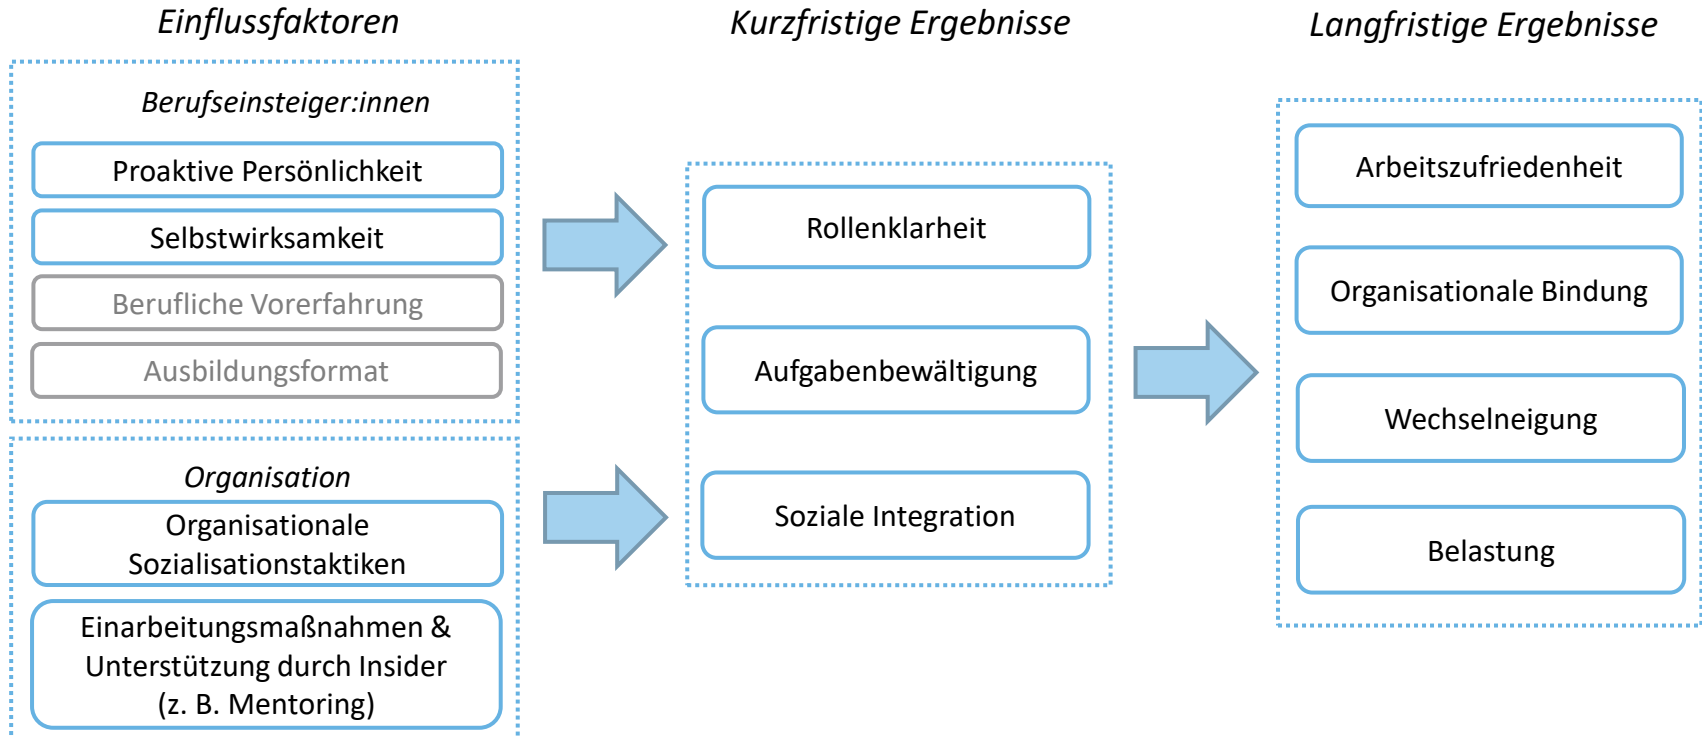 Einflussfaktoren
Kurzfristige Ergebnisse
Langfristige Ergebnisse
Berufseinsteiger:innen
Proaktive Persönlichkeit
Selbstwirksamkeit
Berufliche Vorerfahrung
Ausbildungsformat
Organisation
Organisationale
Sozialisationstaktiken
Einarbeitungsmaßnahmen &
Unterstützung durch Insider
(z. B. Mentoring)
Rollenklarheit
Aufgabenbewältigung
Soziale Integration
Arbeitszufriedenheit
Organisationale Bindung
Wechselneigung
Belastung